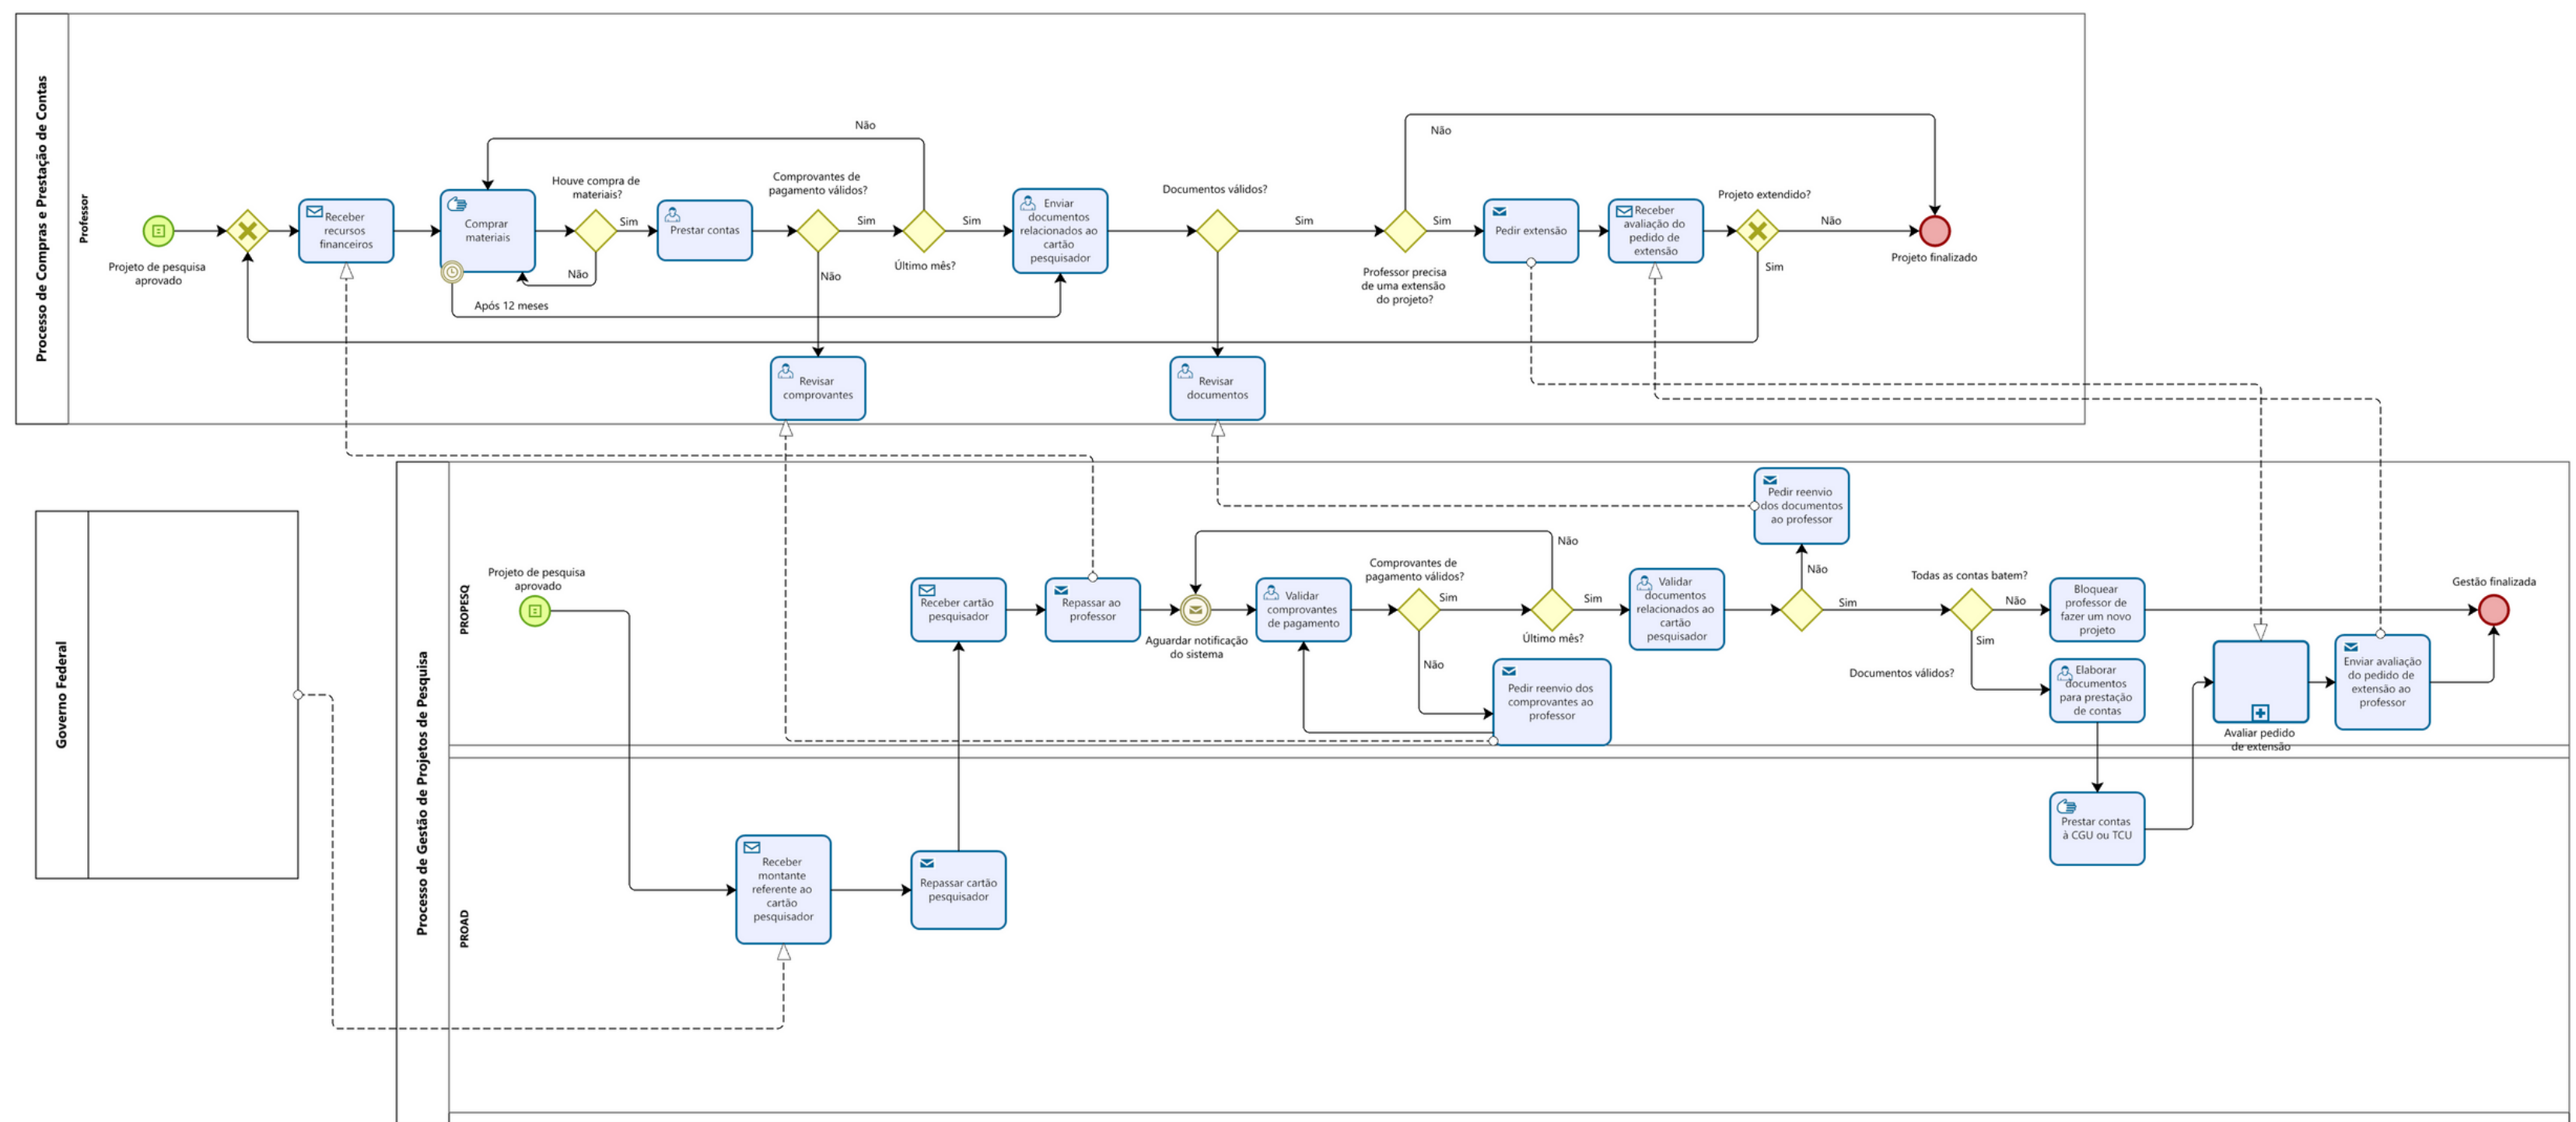 Processo de Compras e Prestação de Contas
Professor
Projeto de pesquisa
aprovado
Receber
recursos
financeiros
Comprar
materiais
Após 12 meses
Houve compra de
materiais?
Sim
Não
Prestar contas
Comprovantes de
pagamento válidos?
Sim
Não
Revisar
comprovantes
Último mês?
Não
Sim
Enviar
documentos
relacionados ao
cartão
pesquisador
Documentos válidos?
Sim
Revisar
documentos
Professor precisa
de uma extensão
do projeto?
Não
Sim
Pedir extensão
Receber
avaliação do
pedido de
extensão
Projeto extendido?
Não
Sim
Projeto finalizado
Governo Federal
Processo de Gestão de Projetos de Pesquisa
PROPESQ
Projeto de pesquisa
aprovado
Receber cartão
pesquisador
Repassar ao
professor
Aguardar notificação
do sistema
Validar
comprovantes
de pagamento
Comprovantes de
pagamento válidos?
Sim
Não
Pedir reenvio dos
comprovantes ao
professor
Último mês?
Não
Sim
Validar
documentos
relacionados ao
cartão
pesquisador
Pedir reenvio
dos documentos
ao professor
Não
Sim
Documentos válidos?
Todas as contas batem?
Não
Sim
Bloquear
professor de
fazer um novo
projeto
Elaborar
documentos
para prestação
de contas
Avaliar pedido
de extensão
Enviar avaliação
do pedido de
extensão ao
professor
Gestão finalizada
PROAD
Receber
montante
referente ao
cartão
pesquisador
Repassar cartão
pesquisador
Prestar contas
à CGU ou TCU